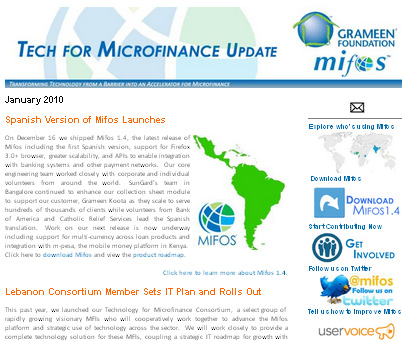 TECH FOR MICROFINANCE UPDATE
GRAMEEN
FOUNDATION
mifos
TRANSFORMING TECHNOLOGY FROM A BARRIER INTO AN ACCELERATOR FOR MICROFINANCE
January 2010
Spanish Version of Mifos Launches
On December 16 we shipped Mifos 1.4, the latest release of
Mifos including the first Spanish version, support for Firefox
3.0+ browser, greater scalability, and APIs to enable integration
with banking systems and other payment networks. Our core
engineering team worked closely with corporate and individual
volunteers from around the world. SunGard's team in
Bangalore continued to enhance our collection sheet module
to support our customer, Grameen Koota as they scale to serve
hundreds of thousands of clients while volunteers from Bank
of America and Catholic Relief Services lead the Spanish
translation. Work on our next release is now underway
including support for multi-currency across loan products and
integration with m-pesa, the mobile money platform in Kenya.
Click here to download Mifos and view the product roadmap.
MIFOS
Click here to learn more about Mifos 1.4.
Lebanon Consortium Member Sets IT Plan and Rolls Out
This past year, we launched our Technology for Microfinance Consortium, a select group of
rapidly growing visionary MFIs who will cooperatively work together to advance the Mifos
platform and strategic use of technology across the sector. We will work closely to provide a
complete technology solution for these MFIs, coupling a strategic IT roadmap for growth with
Explore who's using Mifos
Download Mifos
DOWNLOAD
MIFOS1.4
Start Contributing Now
GET
INVOLVED
Follow us on Twitter
@mifos
Follow us on
twitter
Tell us how to improve Mifos
uservoice